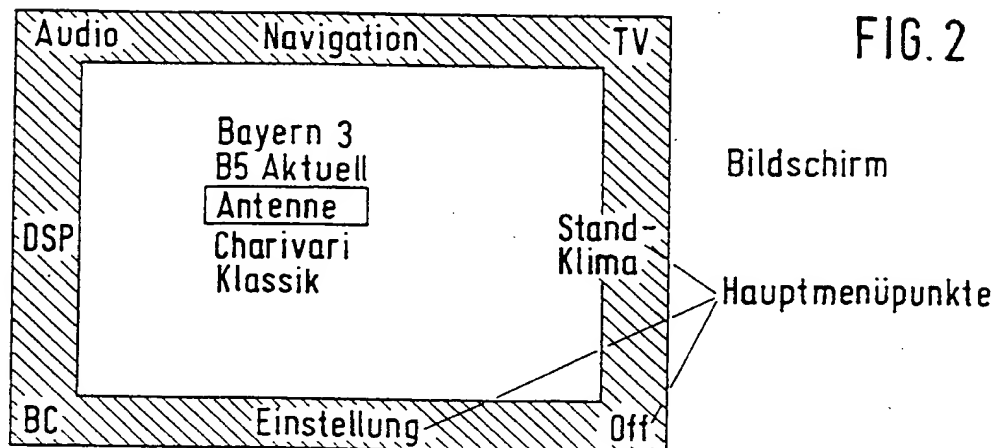 Audio Navigation TV
FIG. 2
Bayern 3
B5 Aktuell
Antenne
Charivari
Klassik
DSP
Stand-
Klima
Bildschirm
Hauptmenüpunkte
BC Einstellung Off